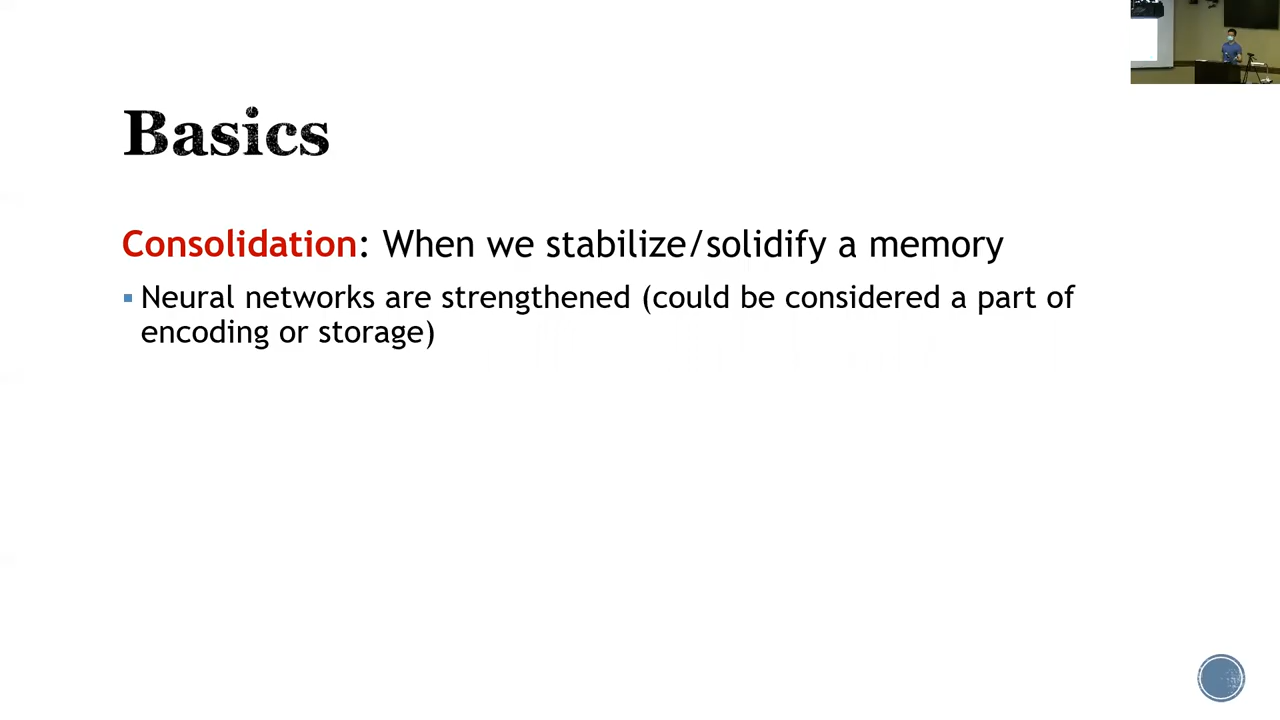 Basics
Consolidation: When we stabilize/solidify a memory
▪ Neural networks are strengthened (could be considered a part of
encoding or storage)